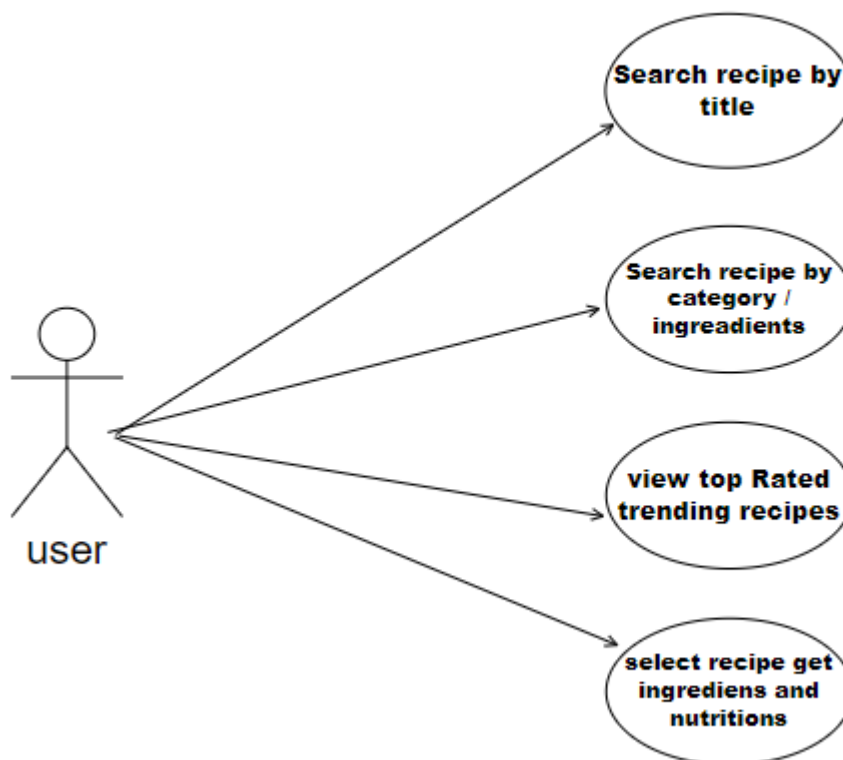 Search recipe by
title
Search recipe by
category /
ingreadients
view top Rated
trending recipes
user
select recipe get
ingrediens and
nutritions